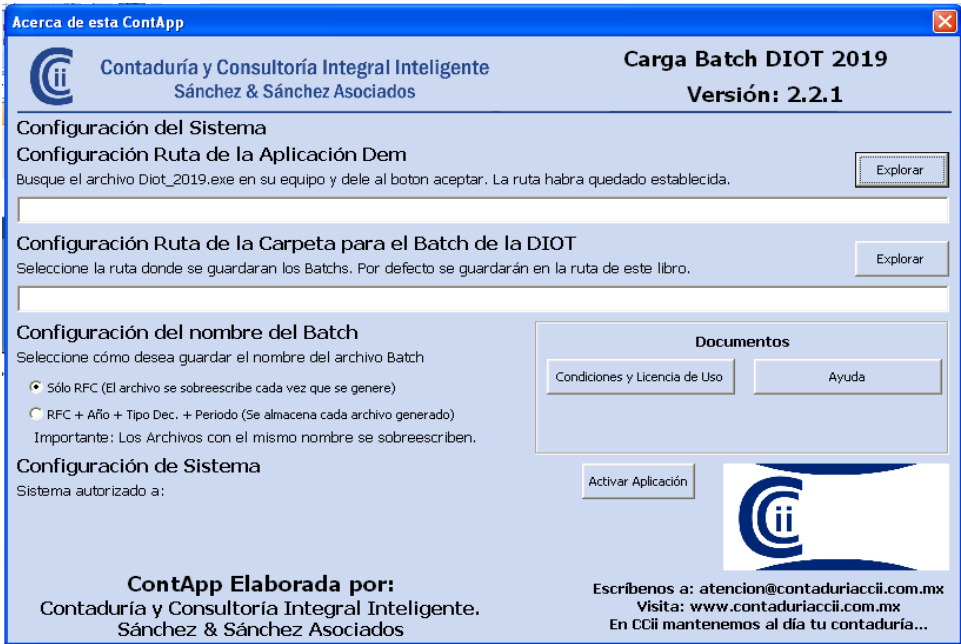 Acerca de esta ContApp
CCii
Contaduría y Consultoría Integral Inteligente
Sánchez & Sánchez Asociados
Carga Batch DIOT 2019
Versión: 2.2.1
Configuración del Sistema
Configuración Ruta de la Aplicación Dem
Busque el archivo Diot_2019.exe en su equipo y dele al boton aceptar. La ruta habra quedado establecida.
Explorar
Configuración Ruta de la Carpeta para el Batch de la DIOT
Seleccione la ruta donde se guardaran los Batchs. Por defecto se guardarán en la ruta de este libro.
Explorar
Configuración del nombre del Batch
Seleccione cómo desea guardar el nombre del archivo Batch
Sólo RFC (El archivo se sobreescribe cada vez que se genere)
RFC + Año + Tipo Dec. + Periodo (Se almacena cada archivo generado)
Importante: Los Archivos con el mismo nombre se sobreescriben.
Documentos
Condiciones y Licencia de Uso
Ayuda
Configuración de Sistema
Sistema autorizado a:
Activar Aplicación
CCii
ContApp Elaborada por:
Contaduría y Consultoría Integral Inteligente.
Sánchez & Sánchez Asociados
Escríbenos a: atencion@contaduriaccii.com.mx
Visita: www.contaduriaccii.com.mx
En CCii mantenemos al día tu contaduría...